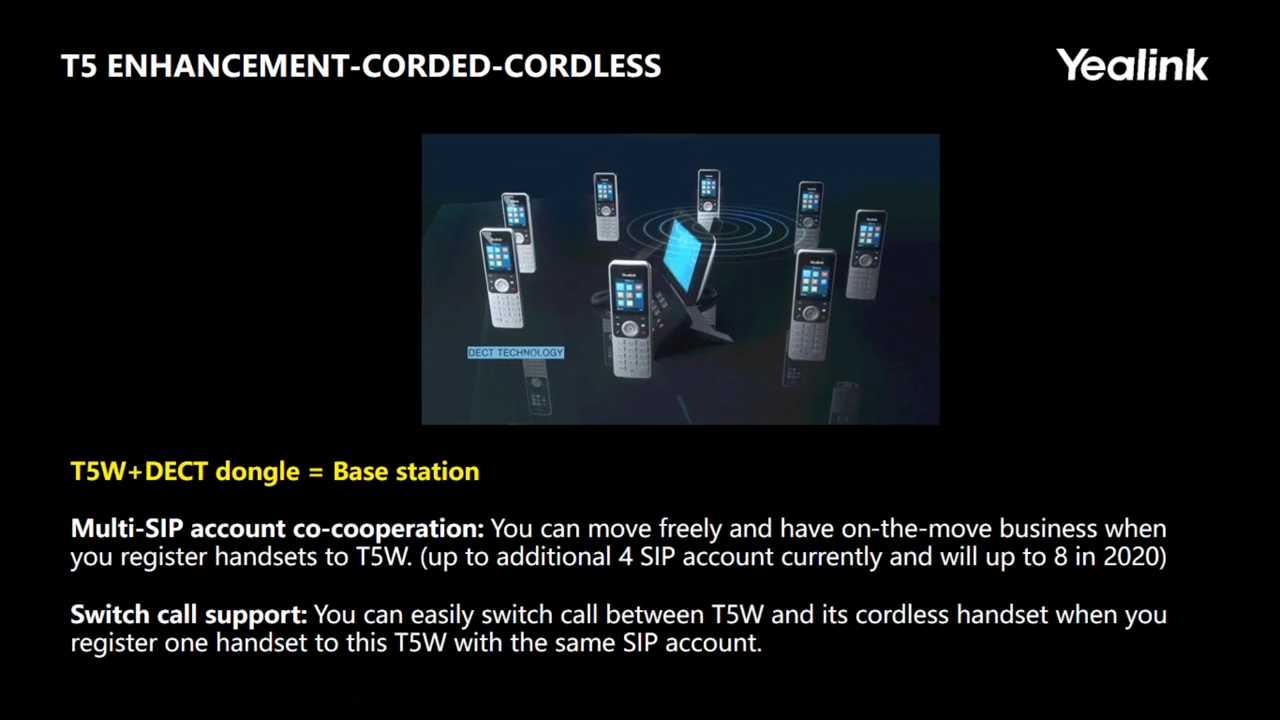 T5 ENHANCEMENT-CORDED-CORDLESS
Yealink
DECT TECHNOLOGY
T5W+DECT dongle = Base station
Multi-SIP account co-cooperation: You can move freely and have on-the-move business when
you register handsets to T5W. (up to additional 4 SIP account currently and will up to 8 in 2020)
Switch call support: You can easily switch call between T5W and its cordless handset when you
register one handset to this T5W with the same SIP account.